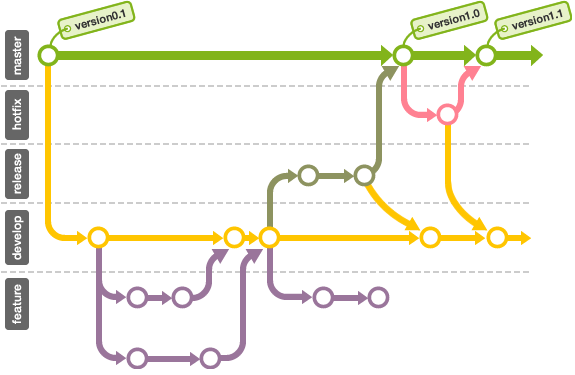 version0.1
version1.0
version1.1
master
hotfix
release
develop
feature